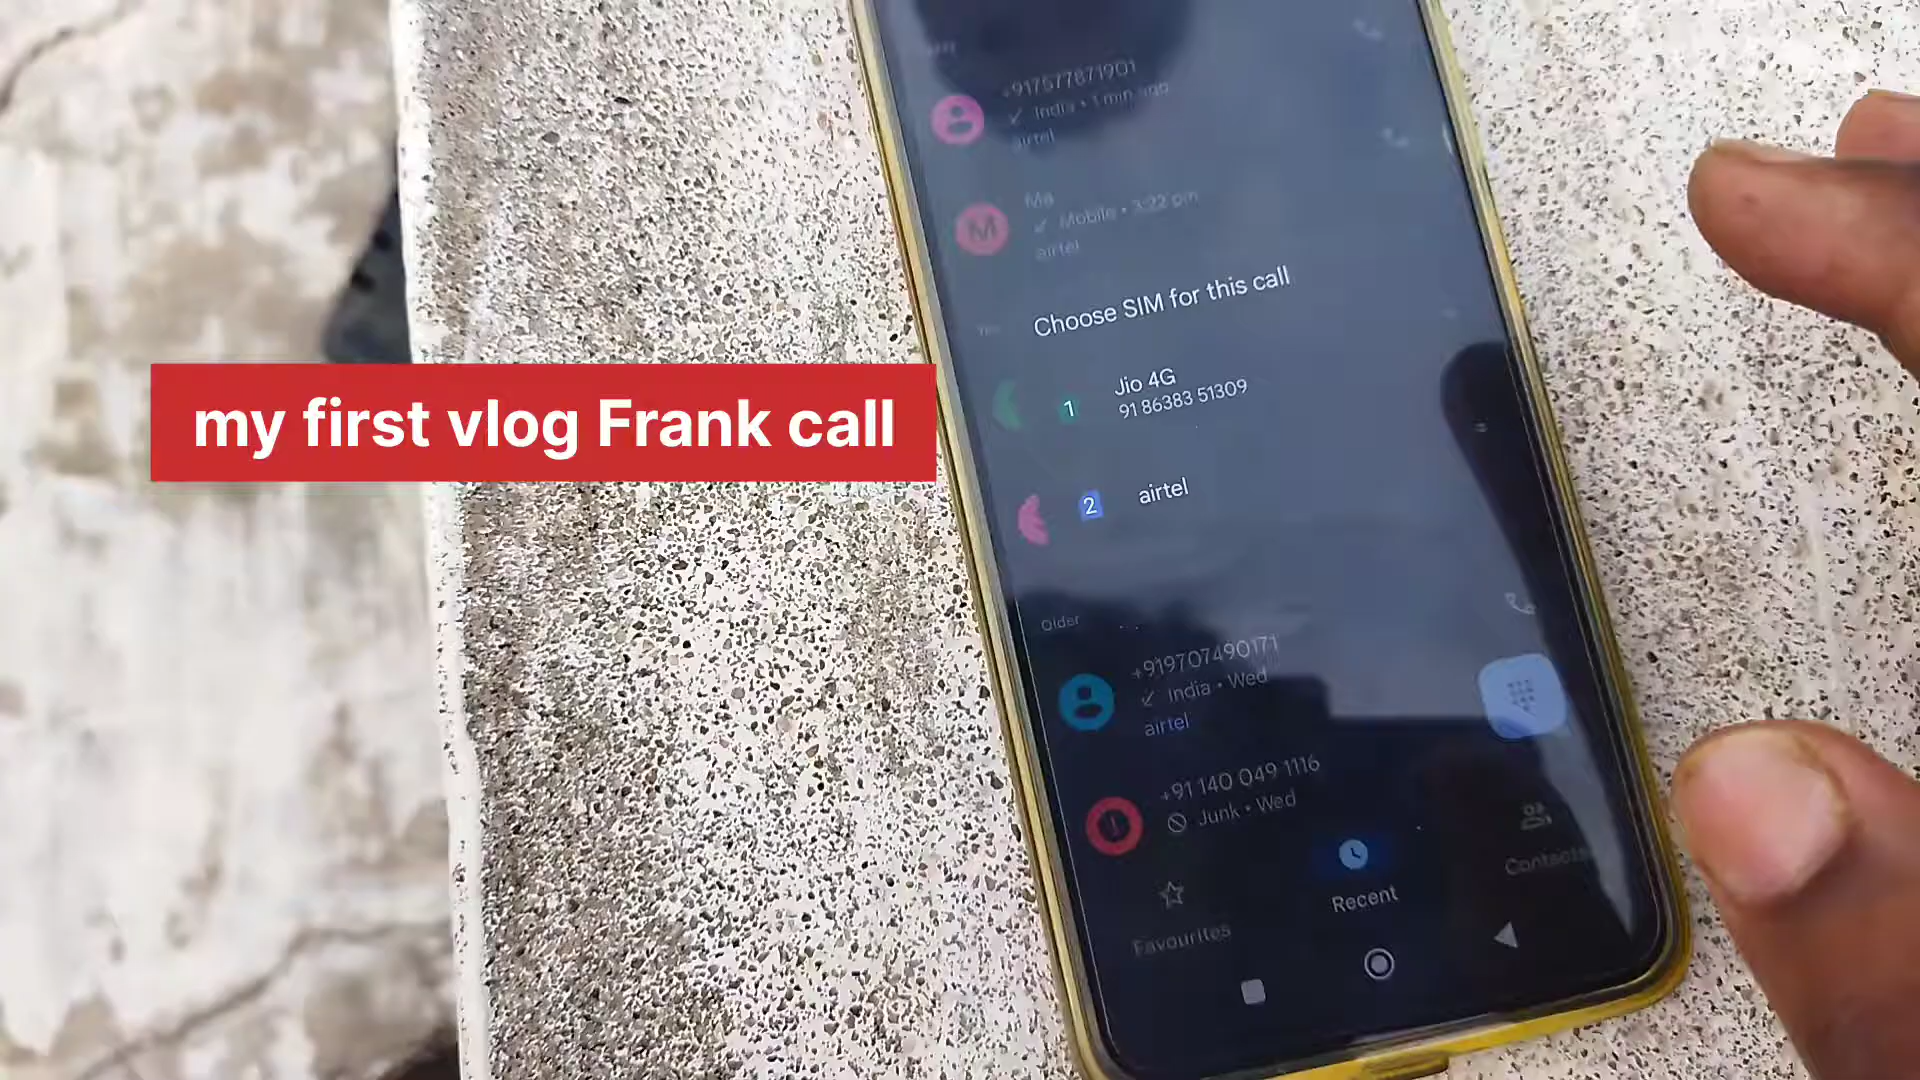 +917577871901
India • 1 min ago
airtel
Ma
M
Mobile • 3:22 pm
airtel
Choose SIM for this call
my first vlog Frank call
1
Jio 4G
91 86383 51309
2
airtel
Older
+919707490171
India • Wed
airtel
+91 140 049 1116
Junk • Wed
Favourites
Recent
Contacts